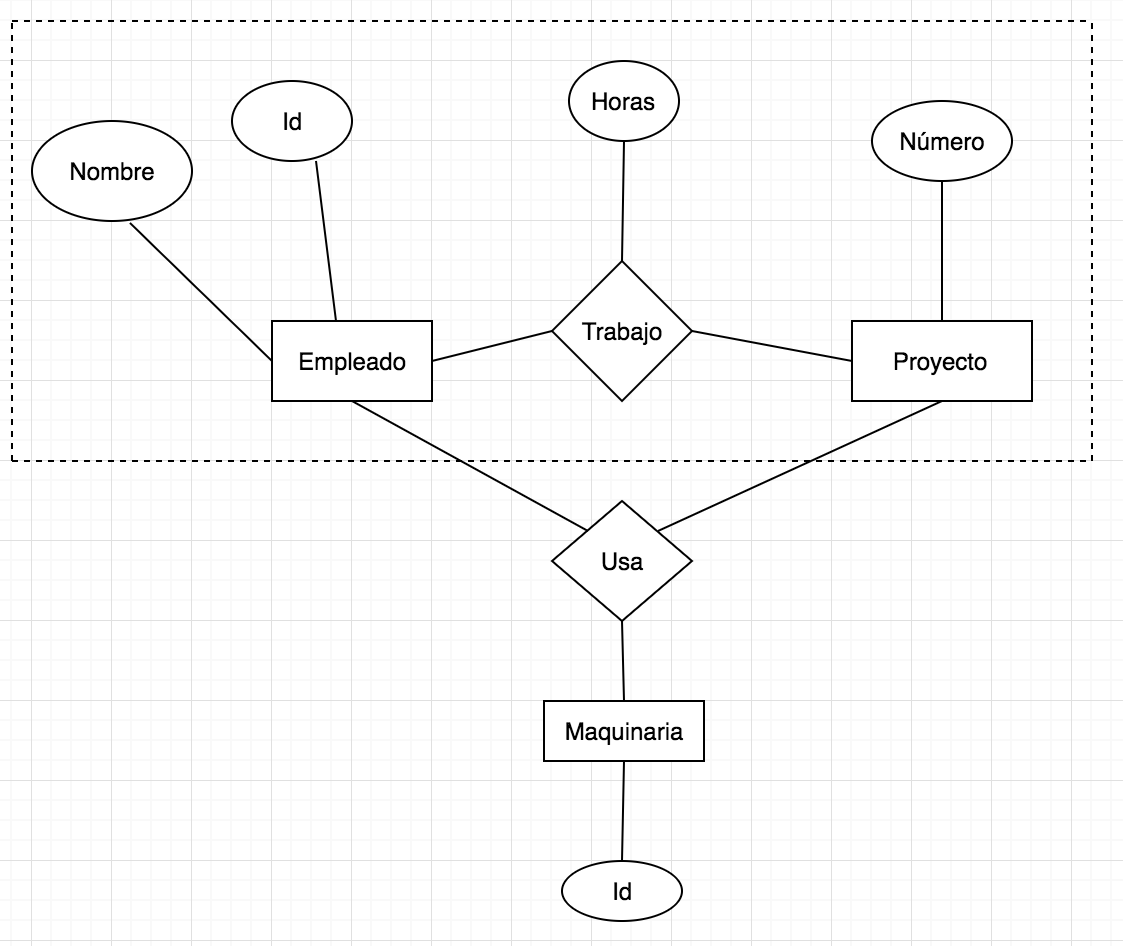 Horas
Id
Número
Nombre
Trabajo
Empleado
Proyecto
Usa
Maquinaria
Id